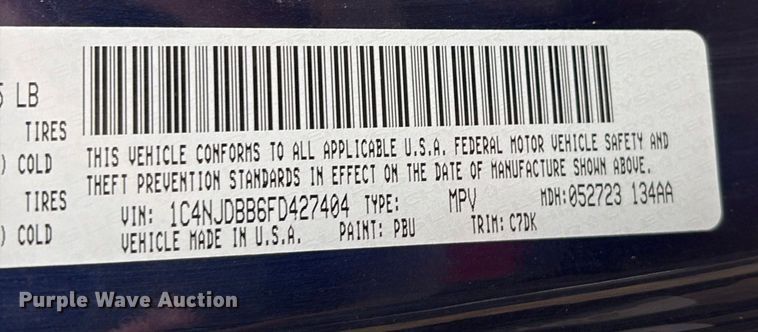 5 LB
TIRES
) COLD
THIS VEHICLE CONFORMS TO ALL APPLICABLE U.S.A. FEDERAL MOTOR VEHICLE SAFETY AND
THEFT PREVENTION STANDARDS IN EFFECT ON THE DATE OF MANUFACTURE SHOWN ABOVE.
TIRES
VIN: 1C4NJDBB6FD427404 TYPE: MPV MDH:052723 134AA
) COLD
VEHICLE MADE IN U.S.A. PAINT: PBU TRIM: C7DK
Purple Wave Auction